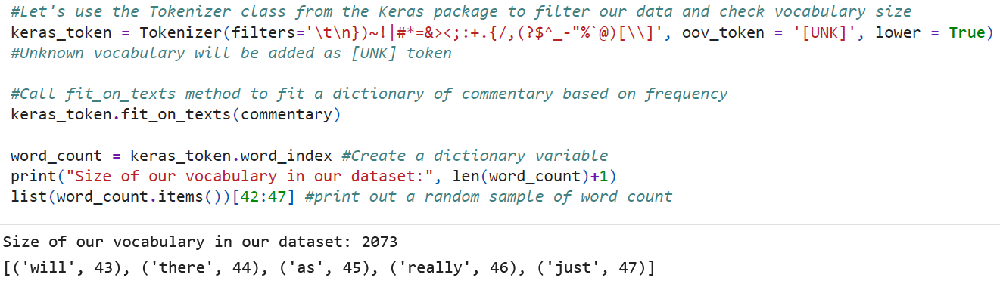 #Let's use the Tokenizer class from the Keras package to filter our data and check vocabulary size
keras_token = Tokenizer(filters='\t\n})~!|#*=&><;:+.{/,(?$^_-"%`@)[\\]', oov_token = '[UNK]', lower = True)
#Unknown vocabulary will be added as [UNK] token
#Call fit_on_texts method to fit a dictionary of commentary based on frequency
keras_token.fit_on_texts(commentary)
word_count = keras_token.word_index #Create a dictionary variable
print("Size of our vocabulary in our dataset:", len(word_count)+1)
list(word_count.items())[42:47] #print out a random sample of word count
Size of our vocabulary in our dataset: 2073
[('will', 43), ('there', 44), ('as', 45), ('really', 46), ('just', 47)]